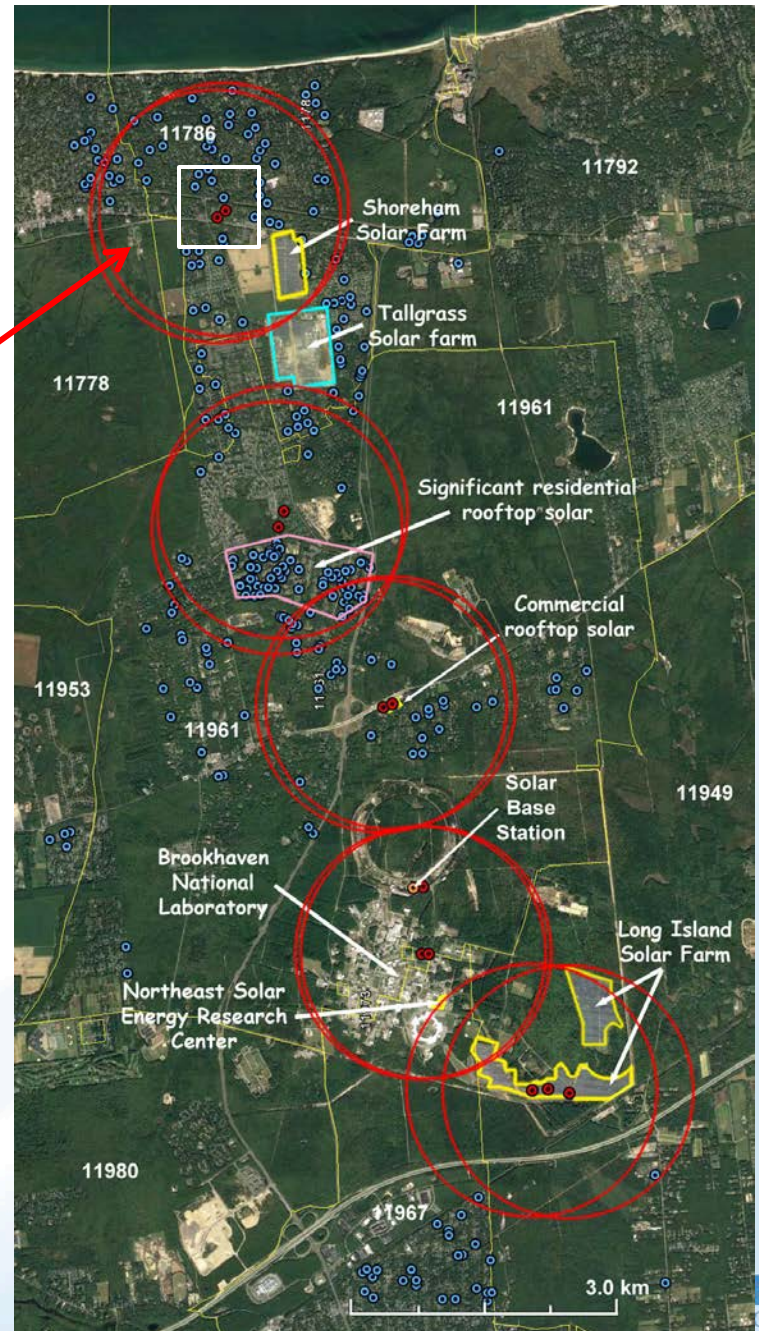 11786
1178
11792
Shoreham
Solar Farm
Tallgrass
Solar farm
11778
11961
Significant residential
rooftop solar
Commercial
rooftop solar
11953
11961
11949
Solar
Base
Station
Brookhaven
National
Laboratory
Long Island
Solar Farm
Northeast Solar
Energy Research
Center
11973
11980
11967
3.0 km